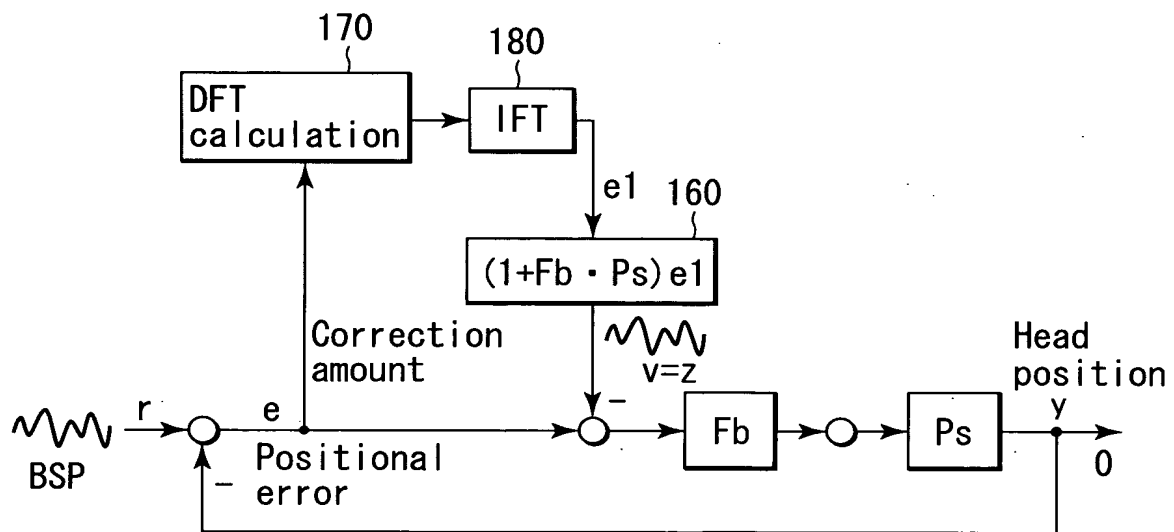 170
180
DFT
calculation
IFT
e1
160
(1+Fb・Ps)e1
Correction
amount
v=z
Head
position
r
e
−
Fb
Ps
y
BSP
−
Positional
error
0